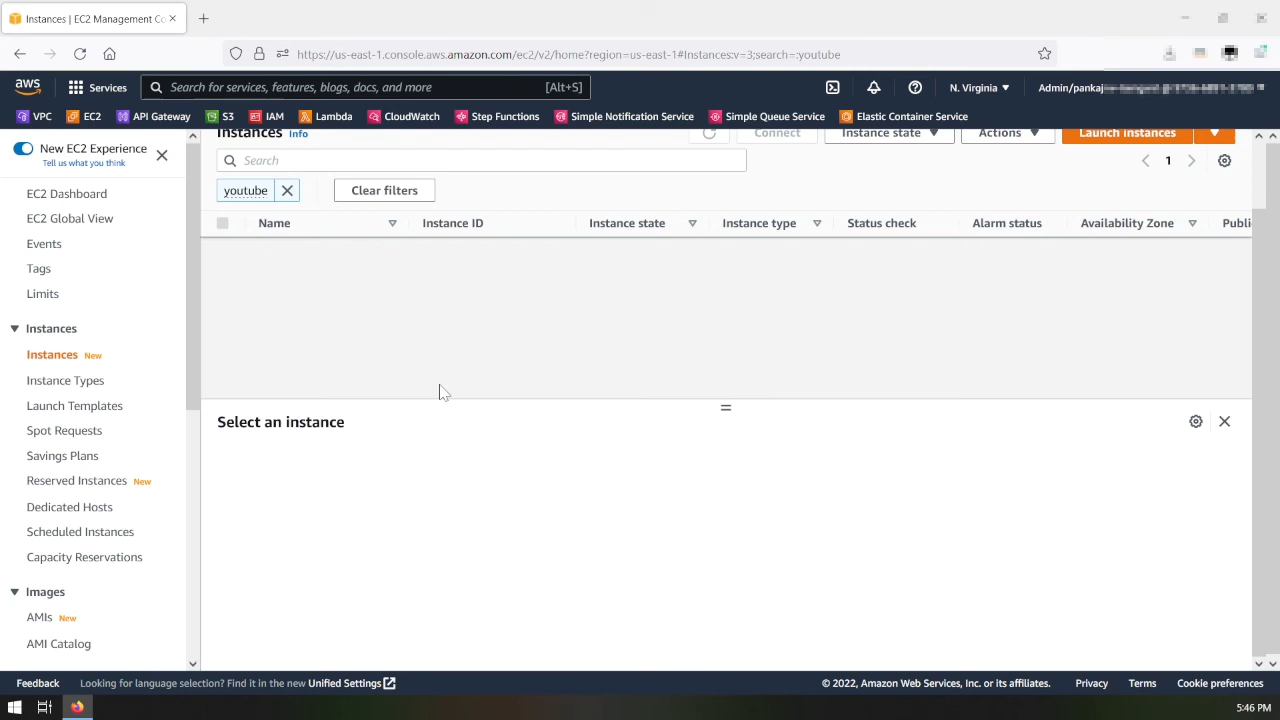 Instances | EC2 Management Co
https://us-east-1.console.aws.amazon.com/ec2/v2/home?region=us-east-1#Instances:v=3;search=:youtube
aws
Services
Search for services, features, blogs, docs, and more
[Alt+S]
N. Virginia
VPC
EC2
API Gateway
S3
IAM
Lambda
CloudWatch
Step Functions
Simple Notification Service
Simple Queue Service
Elastic Container Service
New EC2 Experience
Tell us what you think
EC2 Dashboard
EC2 Global View
Events
Tags
Limits
Instances
Instances New
Instance Types
Launch Templates
Spot Requests
Savings Plans
Reserved Instances New
Dedicated Hosts
Scheduled Instances
Capacity Reservations
Images
AMIs New
AMI Catalog
Instances Info
Connect
Instance state
Actions
Launch instances
Search
1
youtube
Clear filters
Name
Instance ID
Instance state
Instance type
Status check
Alarm status
Availability Zone
Publi
Select an instance
Feedback
Looking for language selection? Find it in the new Unified Settings
© 2022, Amazon Web Services, Inc. or its affiliates.
Privacy
Terms
Cookie preferences
5:46 PM